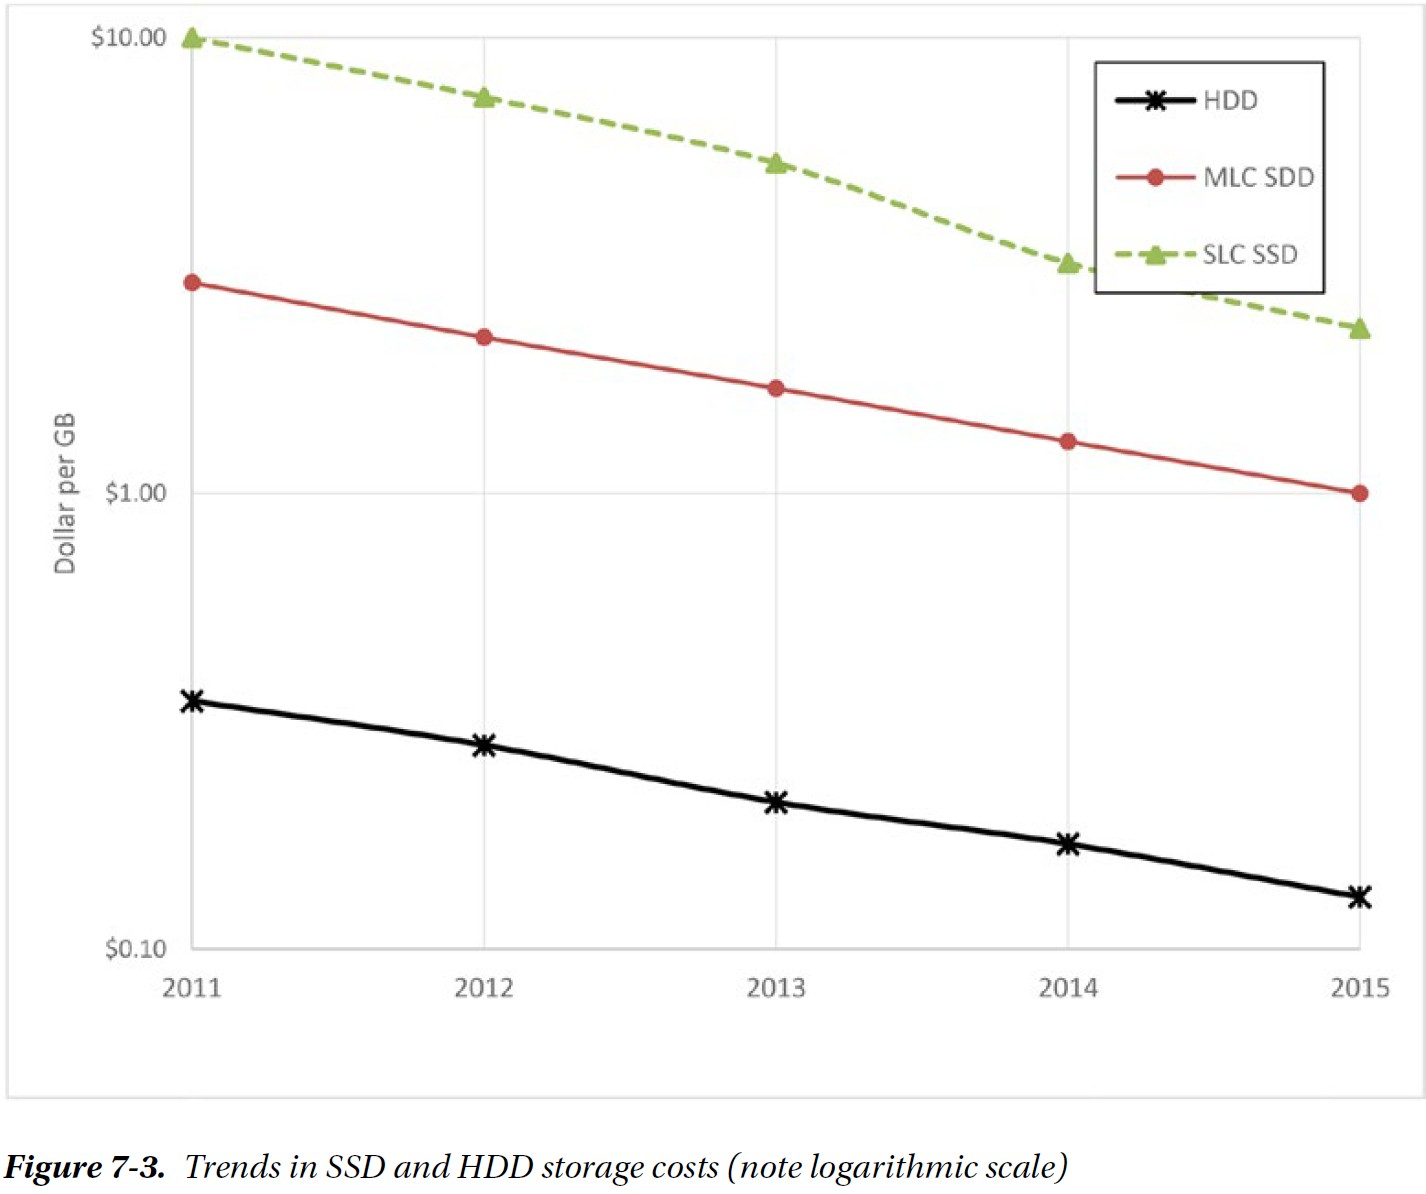 $10.00
HDD
MLC SDD
SLC SSD
Dollar per GB
$1.00
$0.10
2011 2012 2013 2014 2015
Figure 7-3. Trends in SSD and HDD storage costs (note logarithmic scale)